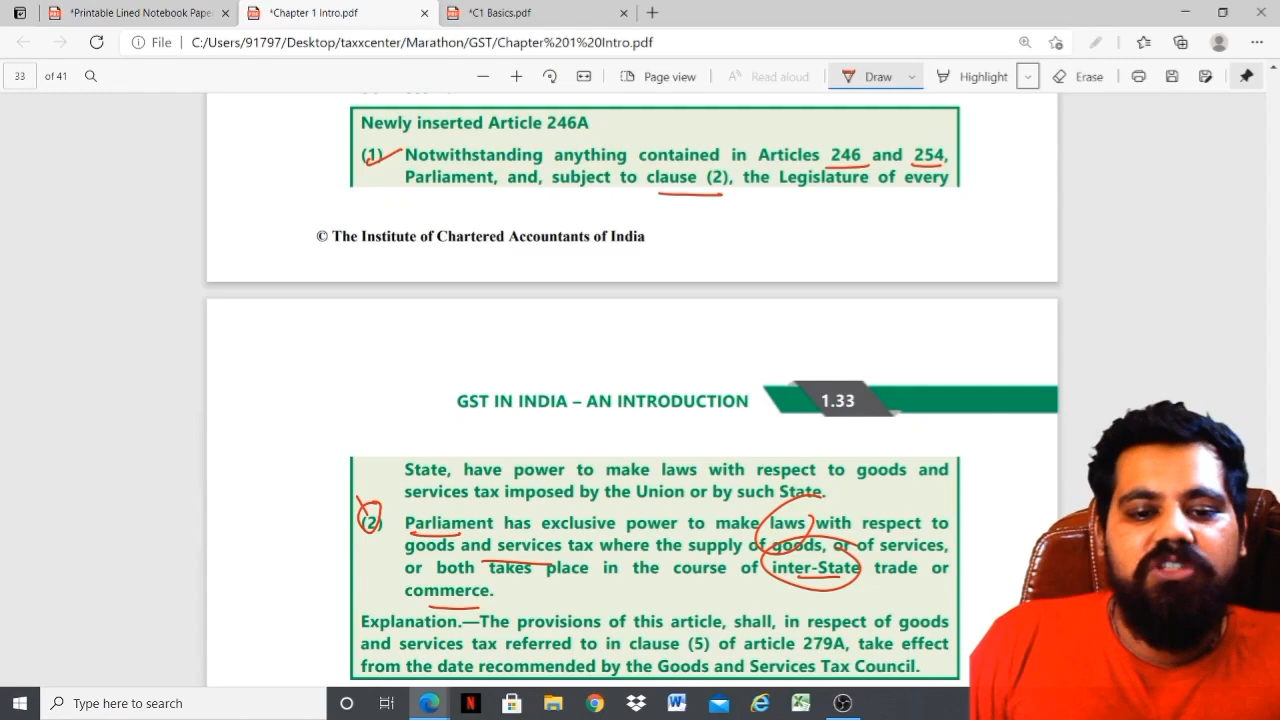 *Printable Lined Notebook Pape
*Chapter 1 Intro.pdf
*C1 Basics.pdf
File
C:/Users/91797/Desktop/taxxcenter/Marathon/GST/Chapter%201%20Intro.pdf
33 of 41
Page view
Read aloud
Draw
Highlight
Erase
Newly inserted Article 246A
(1) Notwithstanding anything contained in Articles 246 and 254,
Parliament, and, subject to clause (2), the Legislature of every
© The Institute of Chartered Accountants of India
GST IN INDIA – AN INTRODUCTION 1.33
State, have power to make laws with respect to goods and
services tax imposed by the Union or by such State.
(2) Parliament has exclusive power to make laws with respect to
goods and services tax where the supply of goods, or of services,
or both takes place in the course of inter-State trade or
commerce.
Explanation.—The provisions of this article, shall, in respect of goods
and services tax referred to in clause (5) of article 279A, take effect
from the date recommended by the Goods and Services Tax Council.
Type here to search